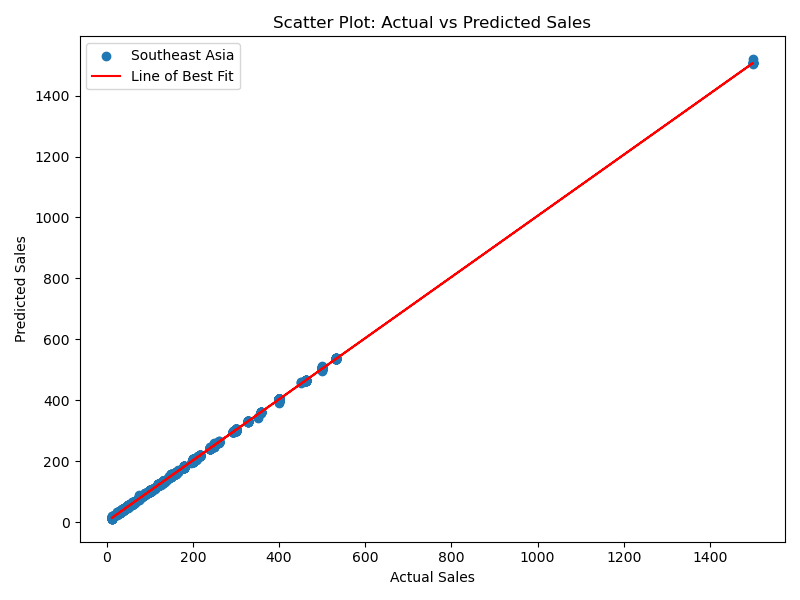 Scatter Plot: Actual vs Predicted Sales
Southeast Asia
Line of Best Fit
Predicted Sales
1400
1200
1000
800
600
400
200
0
0 200 400 600 800 1000 1200 1400
Actual Sales